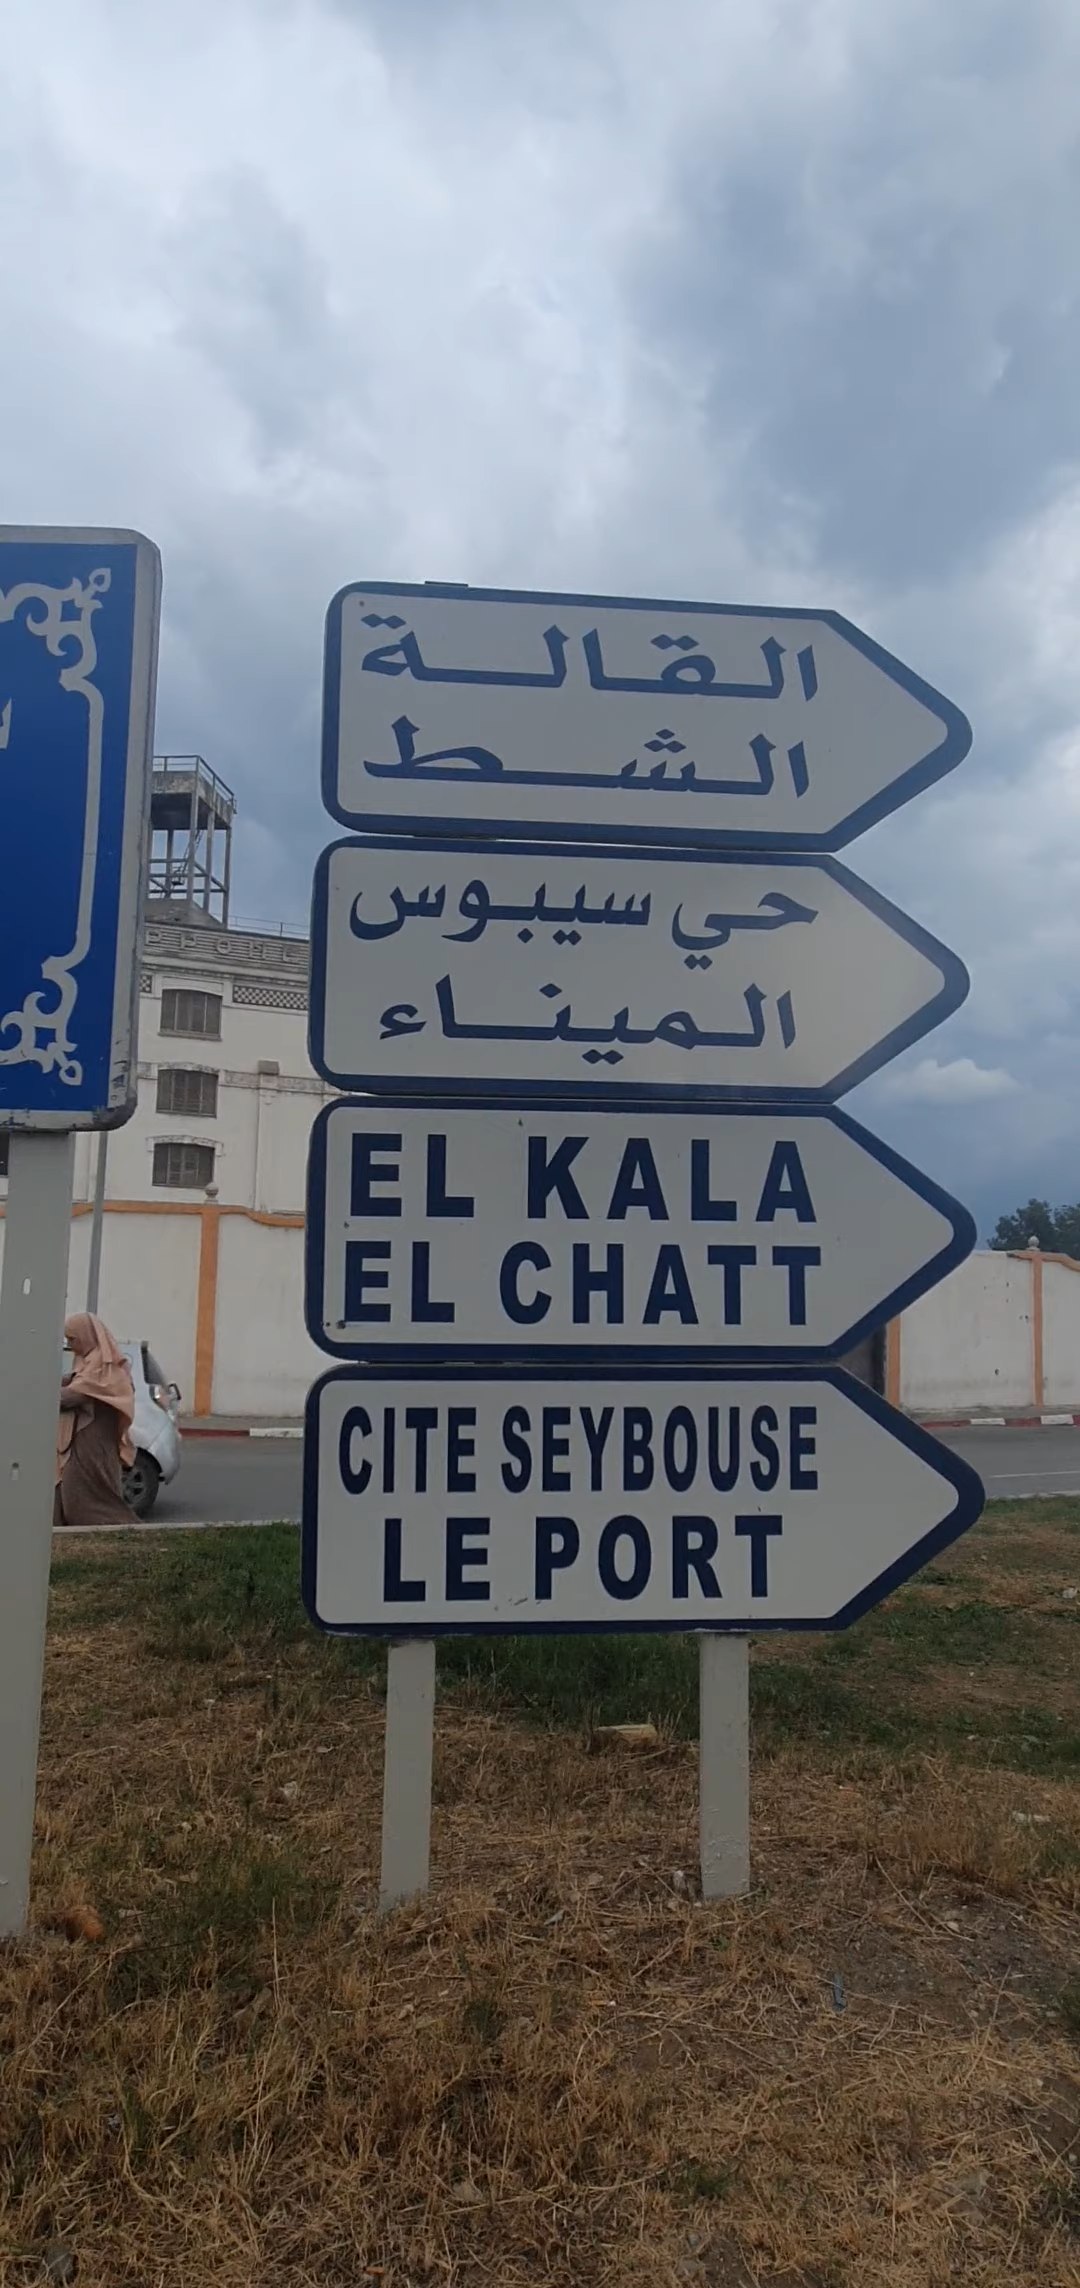 القالة
الشط
حي سيبوس
الميناء
EL KALA
EL CHATT
CITE SEYBOUSE
LE PORT